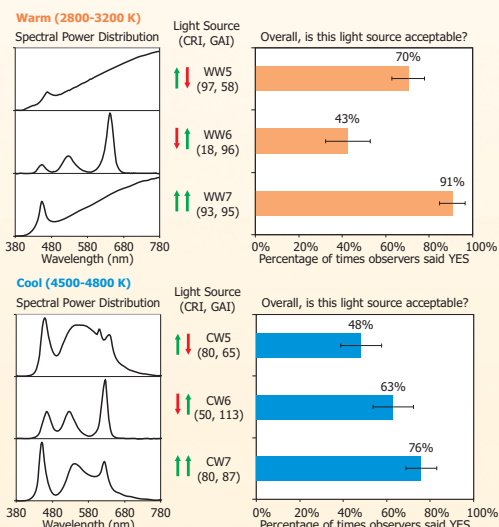 Warm (2800-3200 K)
Spectral Power Distribution
Light Source
(CRI, GAI)
Overall, is this light source acceptable?
WW5
(97, 58)
70%
WW6
(18, 96)
43%
WW7
(93, 95)
91%
380 480 580 680 780
Wavelength (nm)
0% 20% 40% 60% 80% 100%
Percentage of times observers said YES
Cool (4500-4800 K)
Spectral Power Distribution
Light Source
(CRI, GAI)
Overall, is this light source acceptable?
CW5
(80, 65)
48%
CW6
(50, 113)
63%
CW7
(80, 87)
76%
380 480 580 680 780
Wavelength (nm)
0% 20% 40% 60% 80% 100%
Percentage of times observers said YES